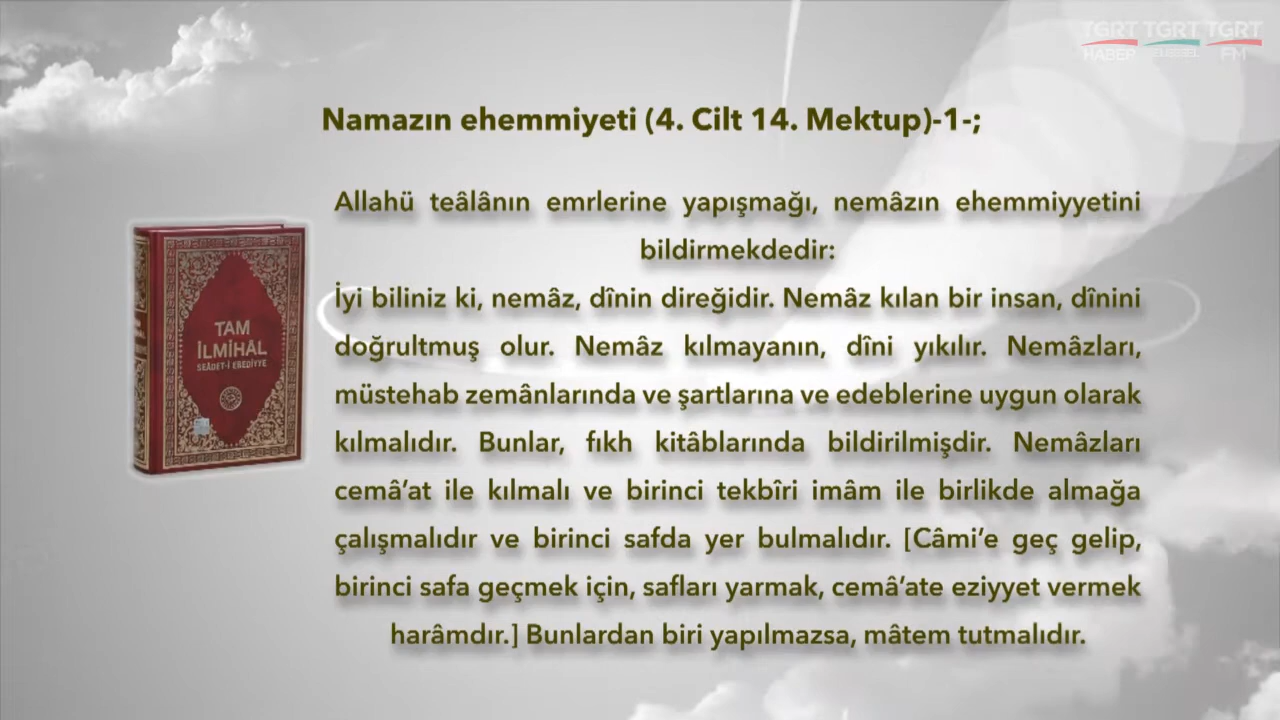 TGRT HABER TGRT BELGESEL TGRT FM
Namazın ehemmiyeti (4. Cilt 14. Mektup)-1-;
Allahü teâlânın emrlerine yapışmağı, nemâzın ehemmiyyetini
bildirmekdedir:
İyi biliniz ki, nemâz, dînin direğidir. Nemâz kılan bir insan, dînini
doğrultmuş olur. Nemâz kılmayanın, dîni yıkılır. Nemâzları,
müstehab zemânlarında ve şartlarına ve edeblerine uygun olarak
kılmalıdır. Bunlar, fıkh kitâblarında bildirilmişdir. Nemâzları
cemâ’at ile kılmalı ve birinci tekbîri imâm ile birlikde almağa
çalışmalıdır ve birinci safda yer bulmalıdır. [Câmi’e geç gelip,
birinci safa geçmek için, safları yarmak, cemâ’ate eziyyet vermek
harâmdır.] Bunlardan biri yapılmazsa, mâtem tutmalıdır.
TAM
İLMİHÂL
SEÂDET-İ EBEDİYYE